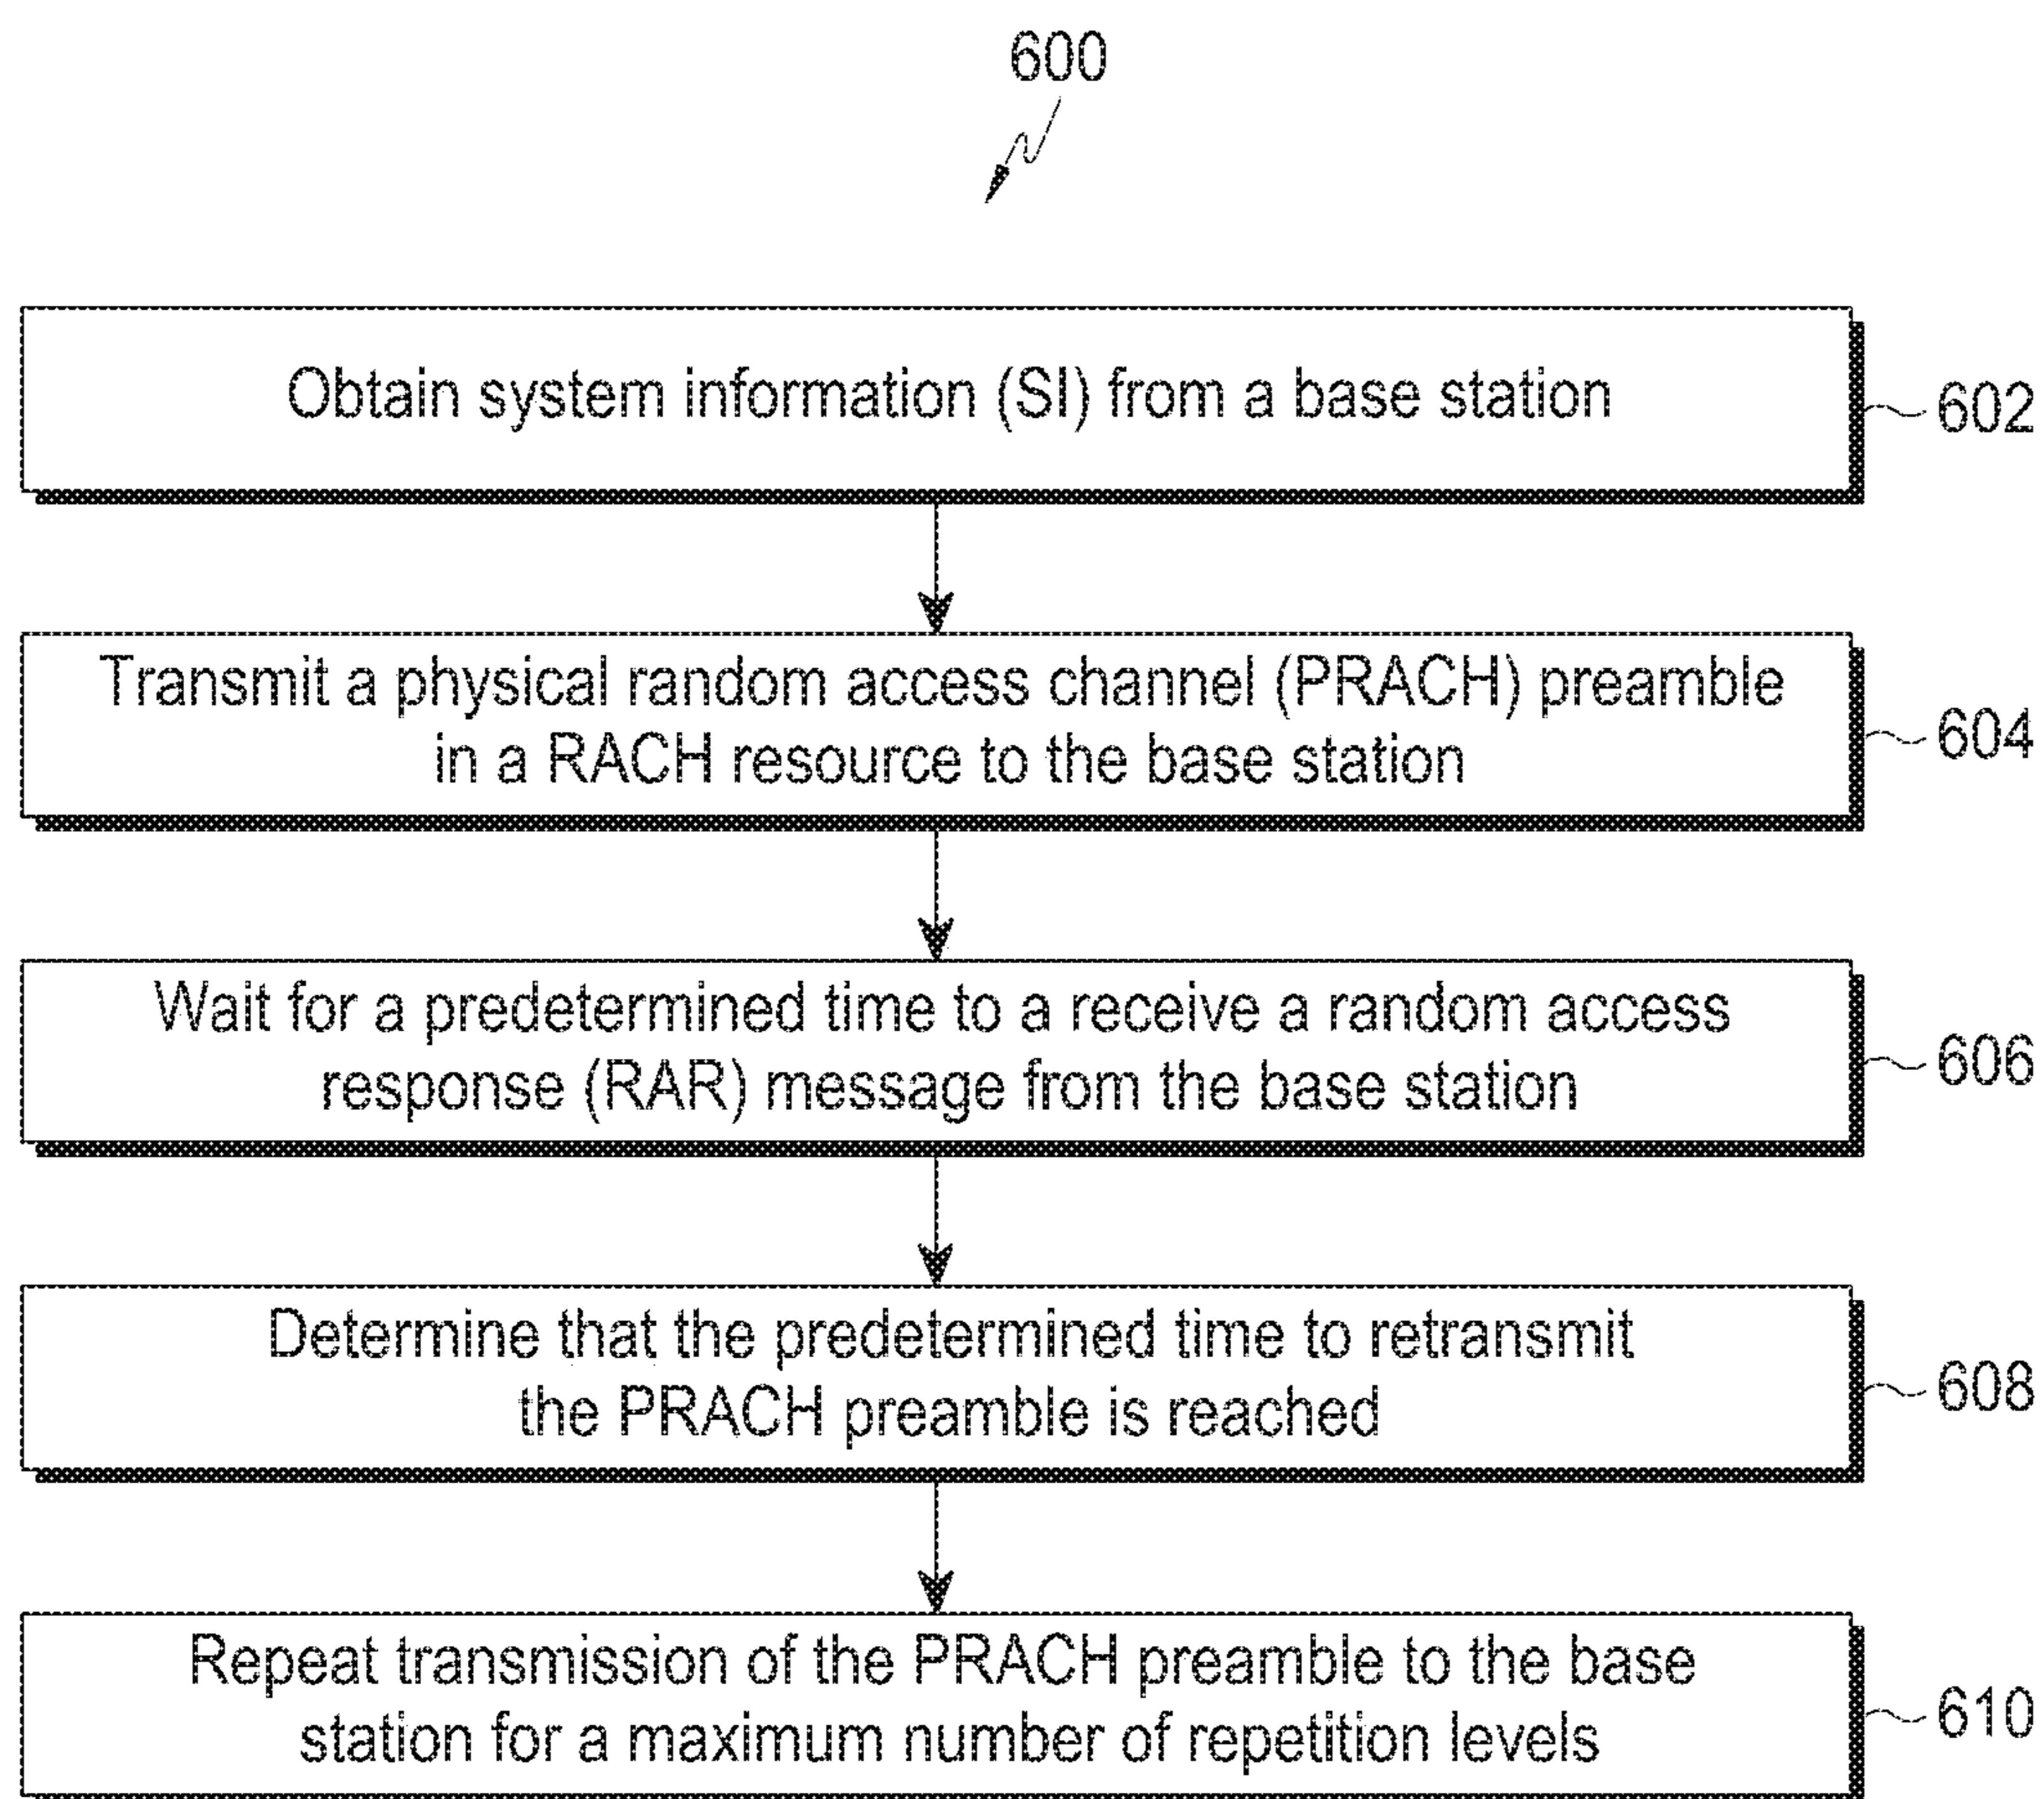 600
Obtain system information (SI) from a base station
602
Transmit a physical random access channel (PRACH) preamble
in a RACH resource to the base station
604
Wait for a predetermined time to a receive a random access
response (RAR) message from the base station
606
Determine that the predetermined time to retransmit
the PRACH preamble is reached
608
Repeat transmission of the PRACH preamble to the base
station for a maximum number of repetition levels
610